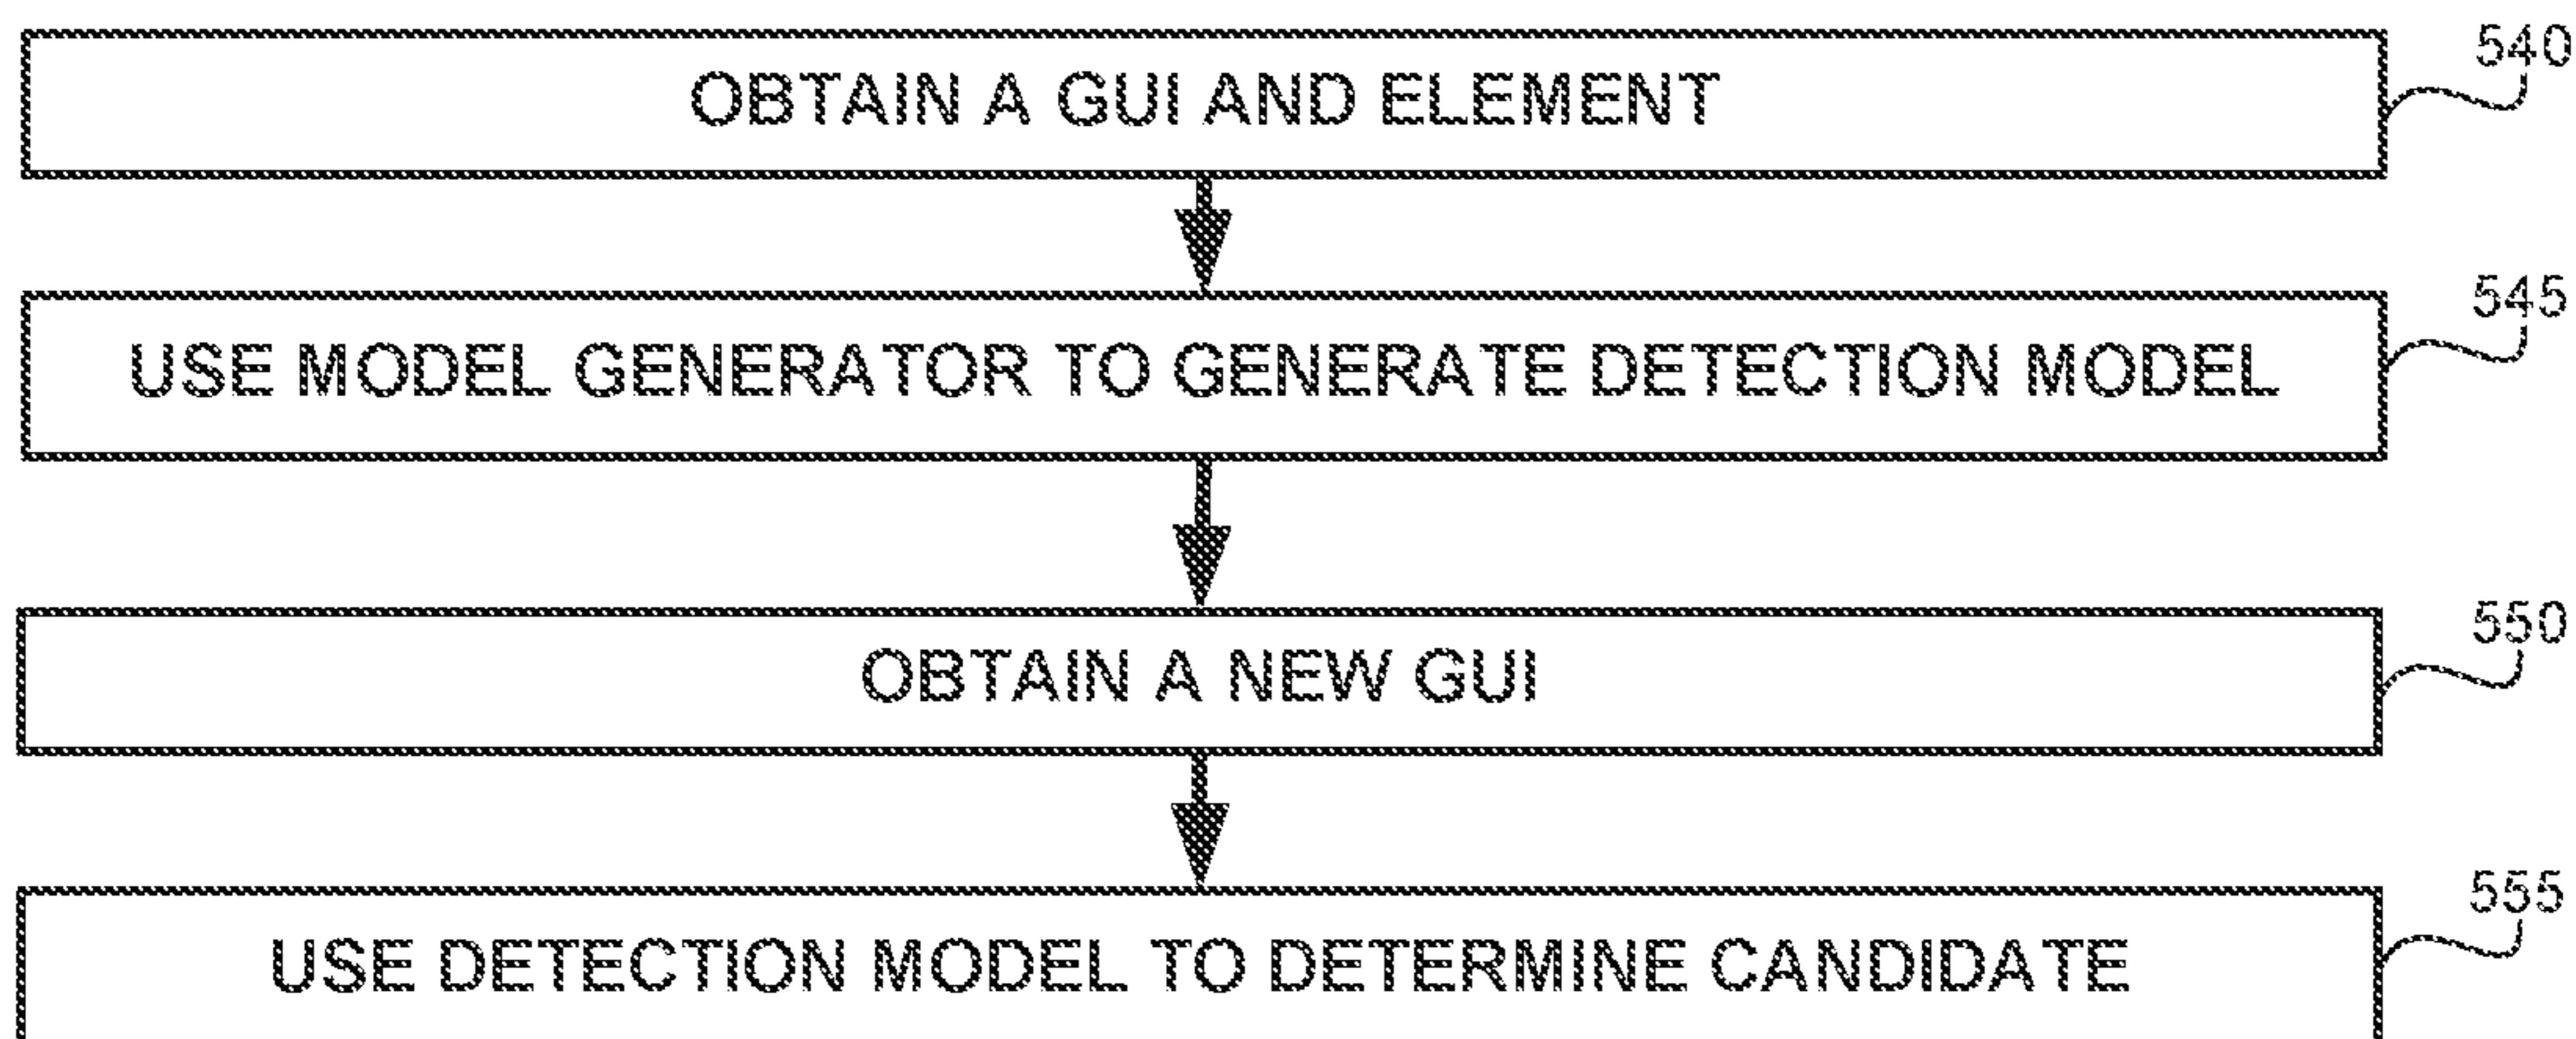 540
OBTAIN A GUI AND ELEMENT
545
USE MODEL GENERATOR TO GENERATE DETECTION MODEL
550
OBTAIN A NEW GUI
555
USE DETECTION MODEL TO DETERMINE CANDIDATE